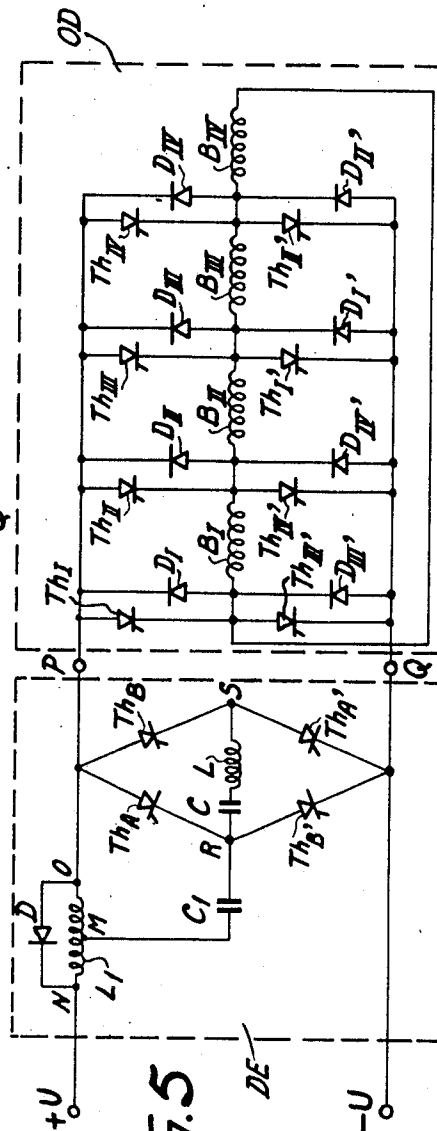 OD
Th_I
Th_II
Th_III
Th_IV
D_I
D_II
D_III
D_IV
B_I
B_II
B_III
B_IV
Th_III'
Th_IV'
Th_I'
Th_II'
D_III'
D_IV'
D_I'
D_II'
P
Q
D
N
O
M
L_1
C_1
Th_A
Th_B
R
C
L
S
Th_B'
Th_A'
DE
+U
-U
.5